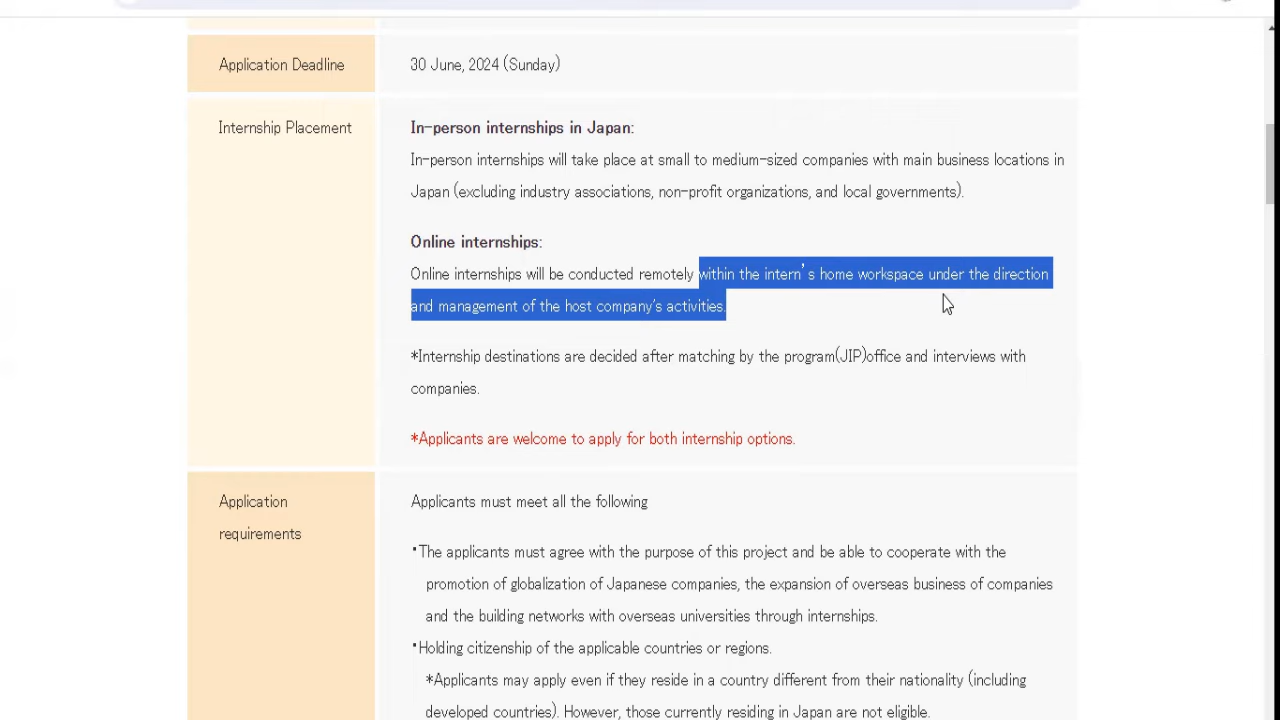 Application Deadline
30 June, 2024 (Sunday)
Internship Placement
In-person internships in Japan:
In-person internships will take place at small to medium-sized companies with main business locations in
Japan (excluding industry associations, non-profit organizations, and local governments).
Online internships:
Online internships will be conducted remotely within the intern’s home workspace under the direction
and management of the host company's activities.
*Internship destinations are decided after matching by the program(JIP)office and interviews with
companies.
*Applicants are welcome to apply for both internship options.
Application
requirements
Applicants must meet all the following
・The applicants must agree with the purpose of this project and be able to cooperate with the
promotion of globalization of Japanese companies, the expansion of overseas business of companies
and the building networks with overseas universities through internships.
・Holding citizenship of the applicable countries or regions.
*Applicants may apply even if they reside in a country different from their nationality (including
developed countries). However, those currently residing in Japan are not eligible.